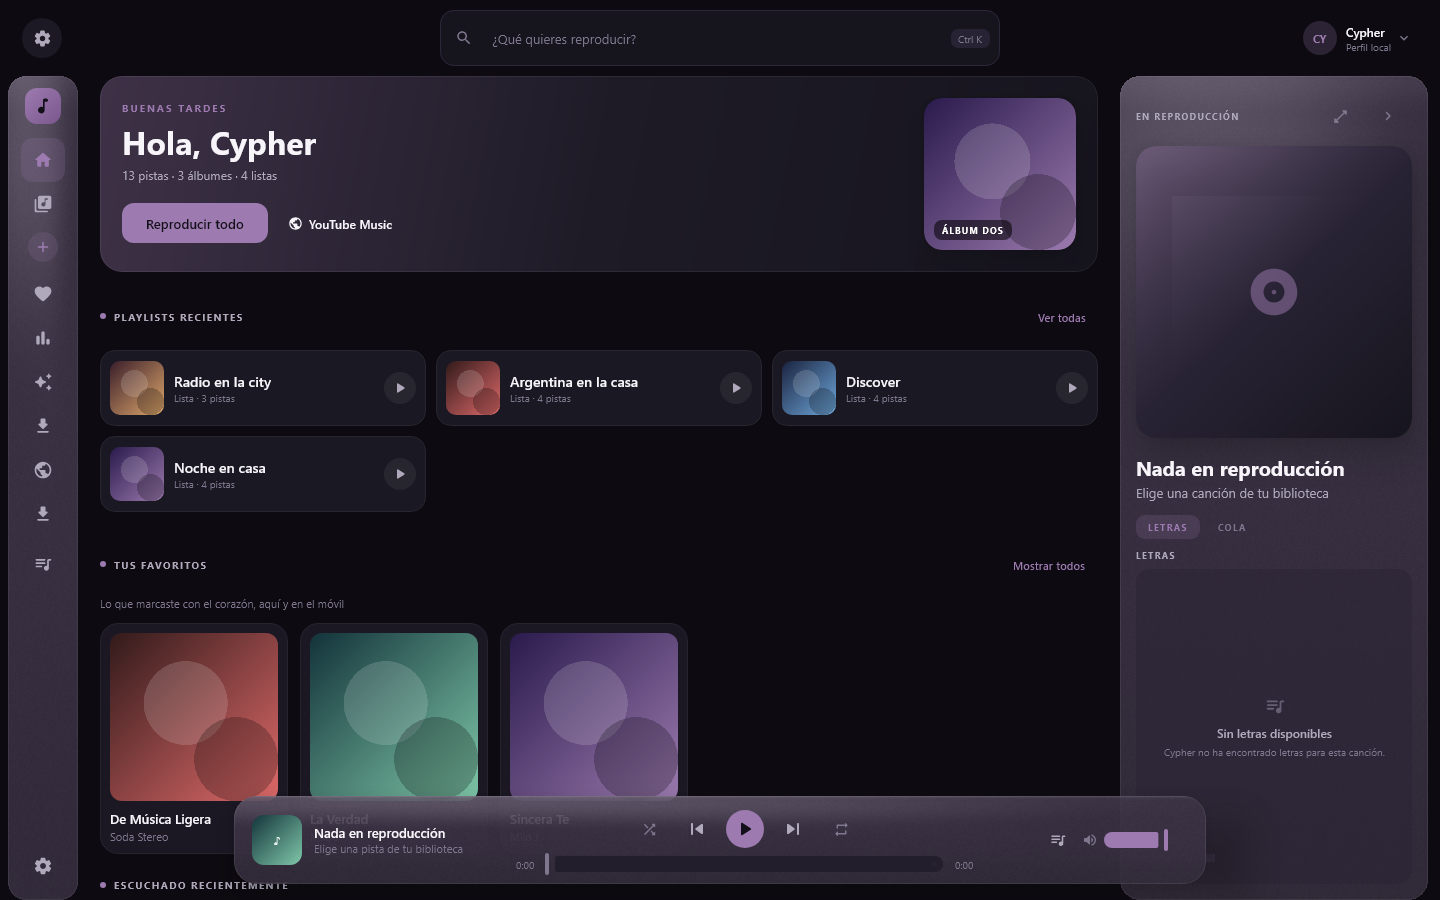 ¿Qué quieres reproducir?
Ctrl K
CY
Cypher
Perfil local
BUENAS TARDES
Hola, Cypher
13 pistas · 3 álbumes · 4 listas
Reproducir todo
YouTube Music
ÁLBUM DOS
PLAYLISTS RECIENTES
Ver todas
Radio en la city
Lista · 3 pistas
Argentina en la casa
Lista · 4 pistas
Discover
Lista · 4 pistas
Noche en casa
Lista · 4 pistas
TUS FAVORITOS
Mostrar todos
Lo que marcaste con el corazón, aquí y en el móvil
De Música Ligera
Soda Stereo
La Verdad
Sincera Te
ESCUCHADO RECIENTEMENTE
EN REPRODUCCIÓN
Nada en reproducción
Elige una canción de tu biblioteca
LETRAS
COLA
LETRAS
Sin letras disponibles
Cypher no ha encontrado letras para esta canción.
Nada en reproducción
Elige una pista de tu biblioteca
0:00
0:00